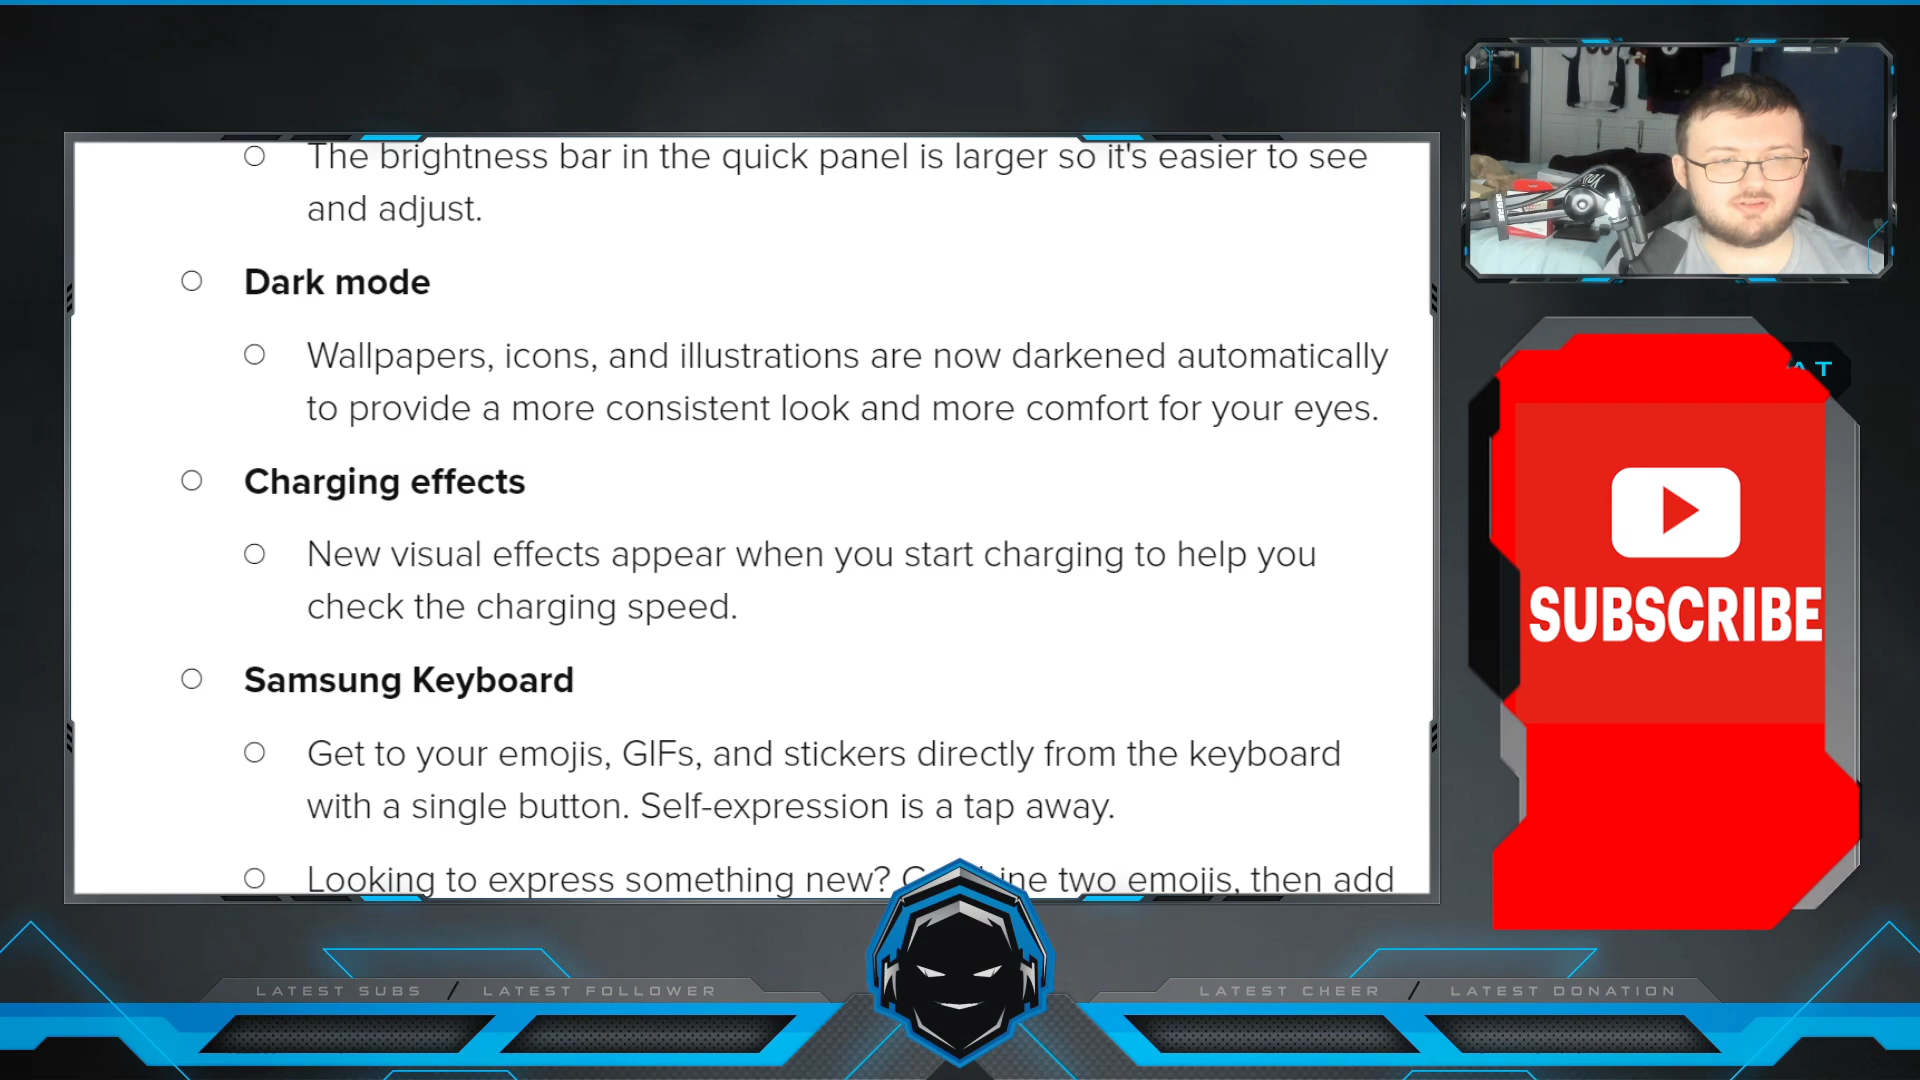 The brightness bar in the quick panel is larger so it's easier to see
and adjust.
Dark mode
Wallpapers, icons, and illustrations are now darkened automatically
to provide a more consistent look and more comfort for your eyes.
Charging effects
New visual effects appear when you start charging to help you
check the charging speed.
Samsung Keyboard
Get to your emojis, GIFs, and stickers directly from the keyboard
with a single button. Self-expression is a tap away.
Looking to express something new? two emojis, then add
AT
SUBSCRIBE
LATEST SUBS / LATEST FOLLOWER
LATEST CHEER / LATEST DONATION